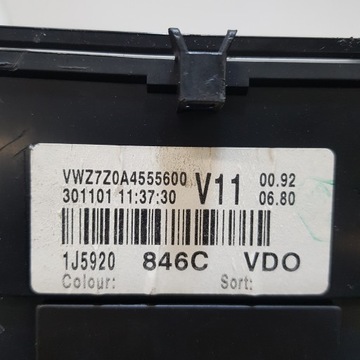 VWZ7Z0A4555600 V11 00.92
301101 11:37:30 06.80
1J5920 846C VDO
Colour: Sort: